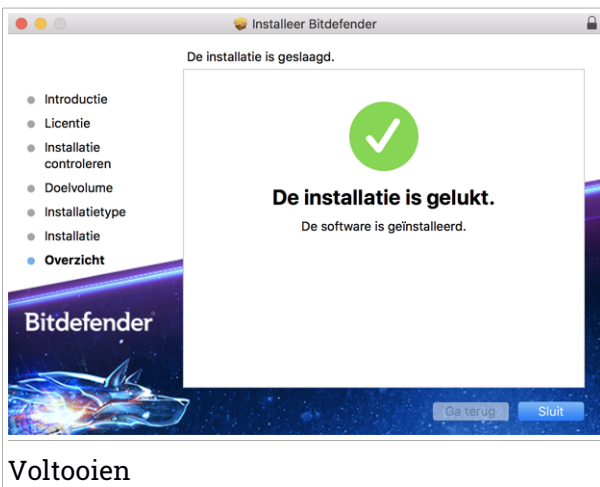 Installeer Bitdefender
De installatie is geslaagd.
Introductie
Licentie
Installatie
controleren
Doelvolume
Installatietype
Installatie
Overzicht
De installatie is gelukt.
De software is geïnstalleerd.
Bitdefender
Ga terug
Sluit
Voltooien